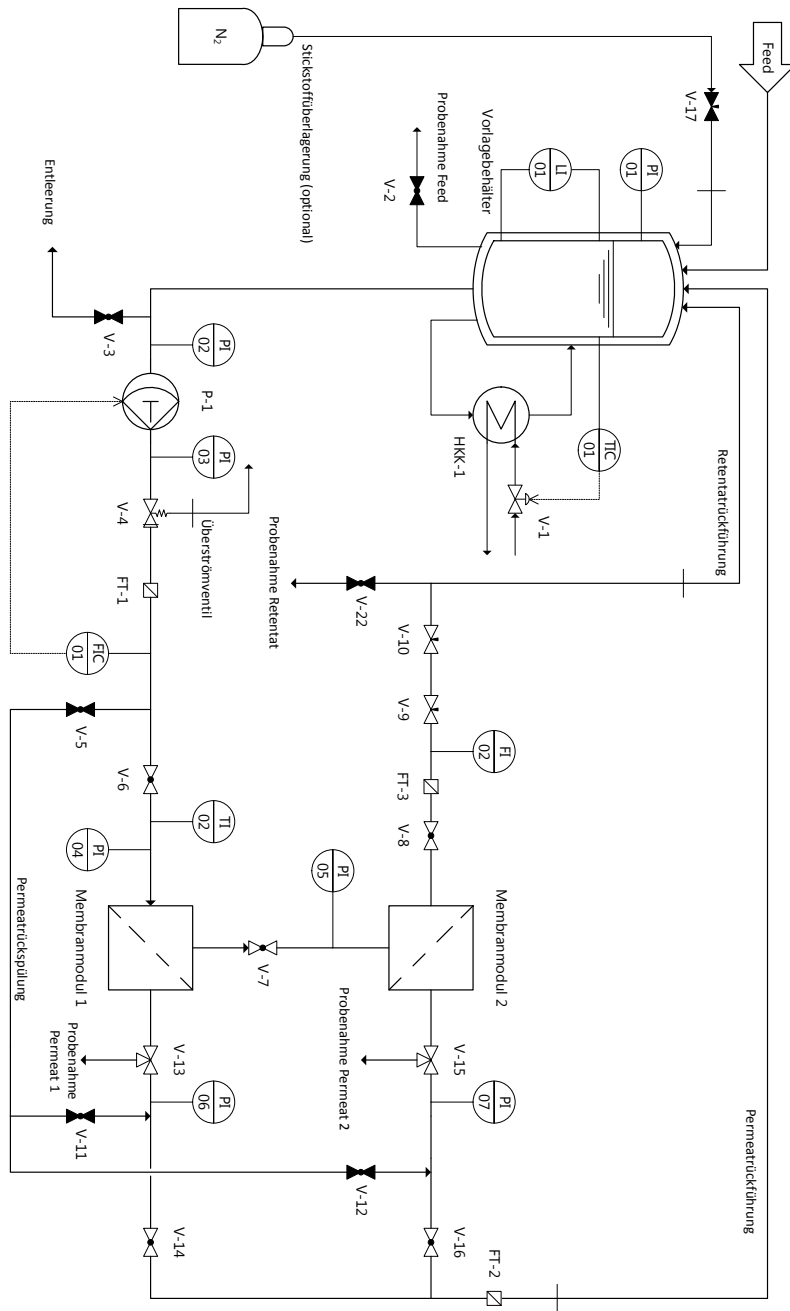 N2
Stickstoffüberlagerung (optional)
Feed
V-17
Probenahme Feed
V-2
Vorlagebehälter
LI
01
PI
01
Entleerung
V-3
PI
02
P-1
PI
03
V-4
Überströmventil
FT-1
FIC
01
HKK-1
TIC
01
V-1
Retentatrückführung
Probenahme Retentat
V-22
V-10
V-9
FI
02
FT-3
V-8
V-5
V-6
TI
02
PI
04
PI
05
Membranmodul 1
Membranmodul 2
V-7
Permeatrückspülung
Probenahme
Permeat 1
V-13
PI
06
V-11
Probenahme Permeat 2
V-15
PI
07
V-12
V-14
V-16
FT-2
Permeatrückführung